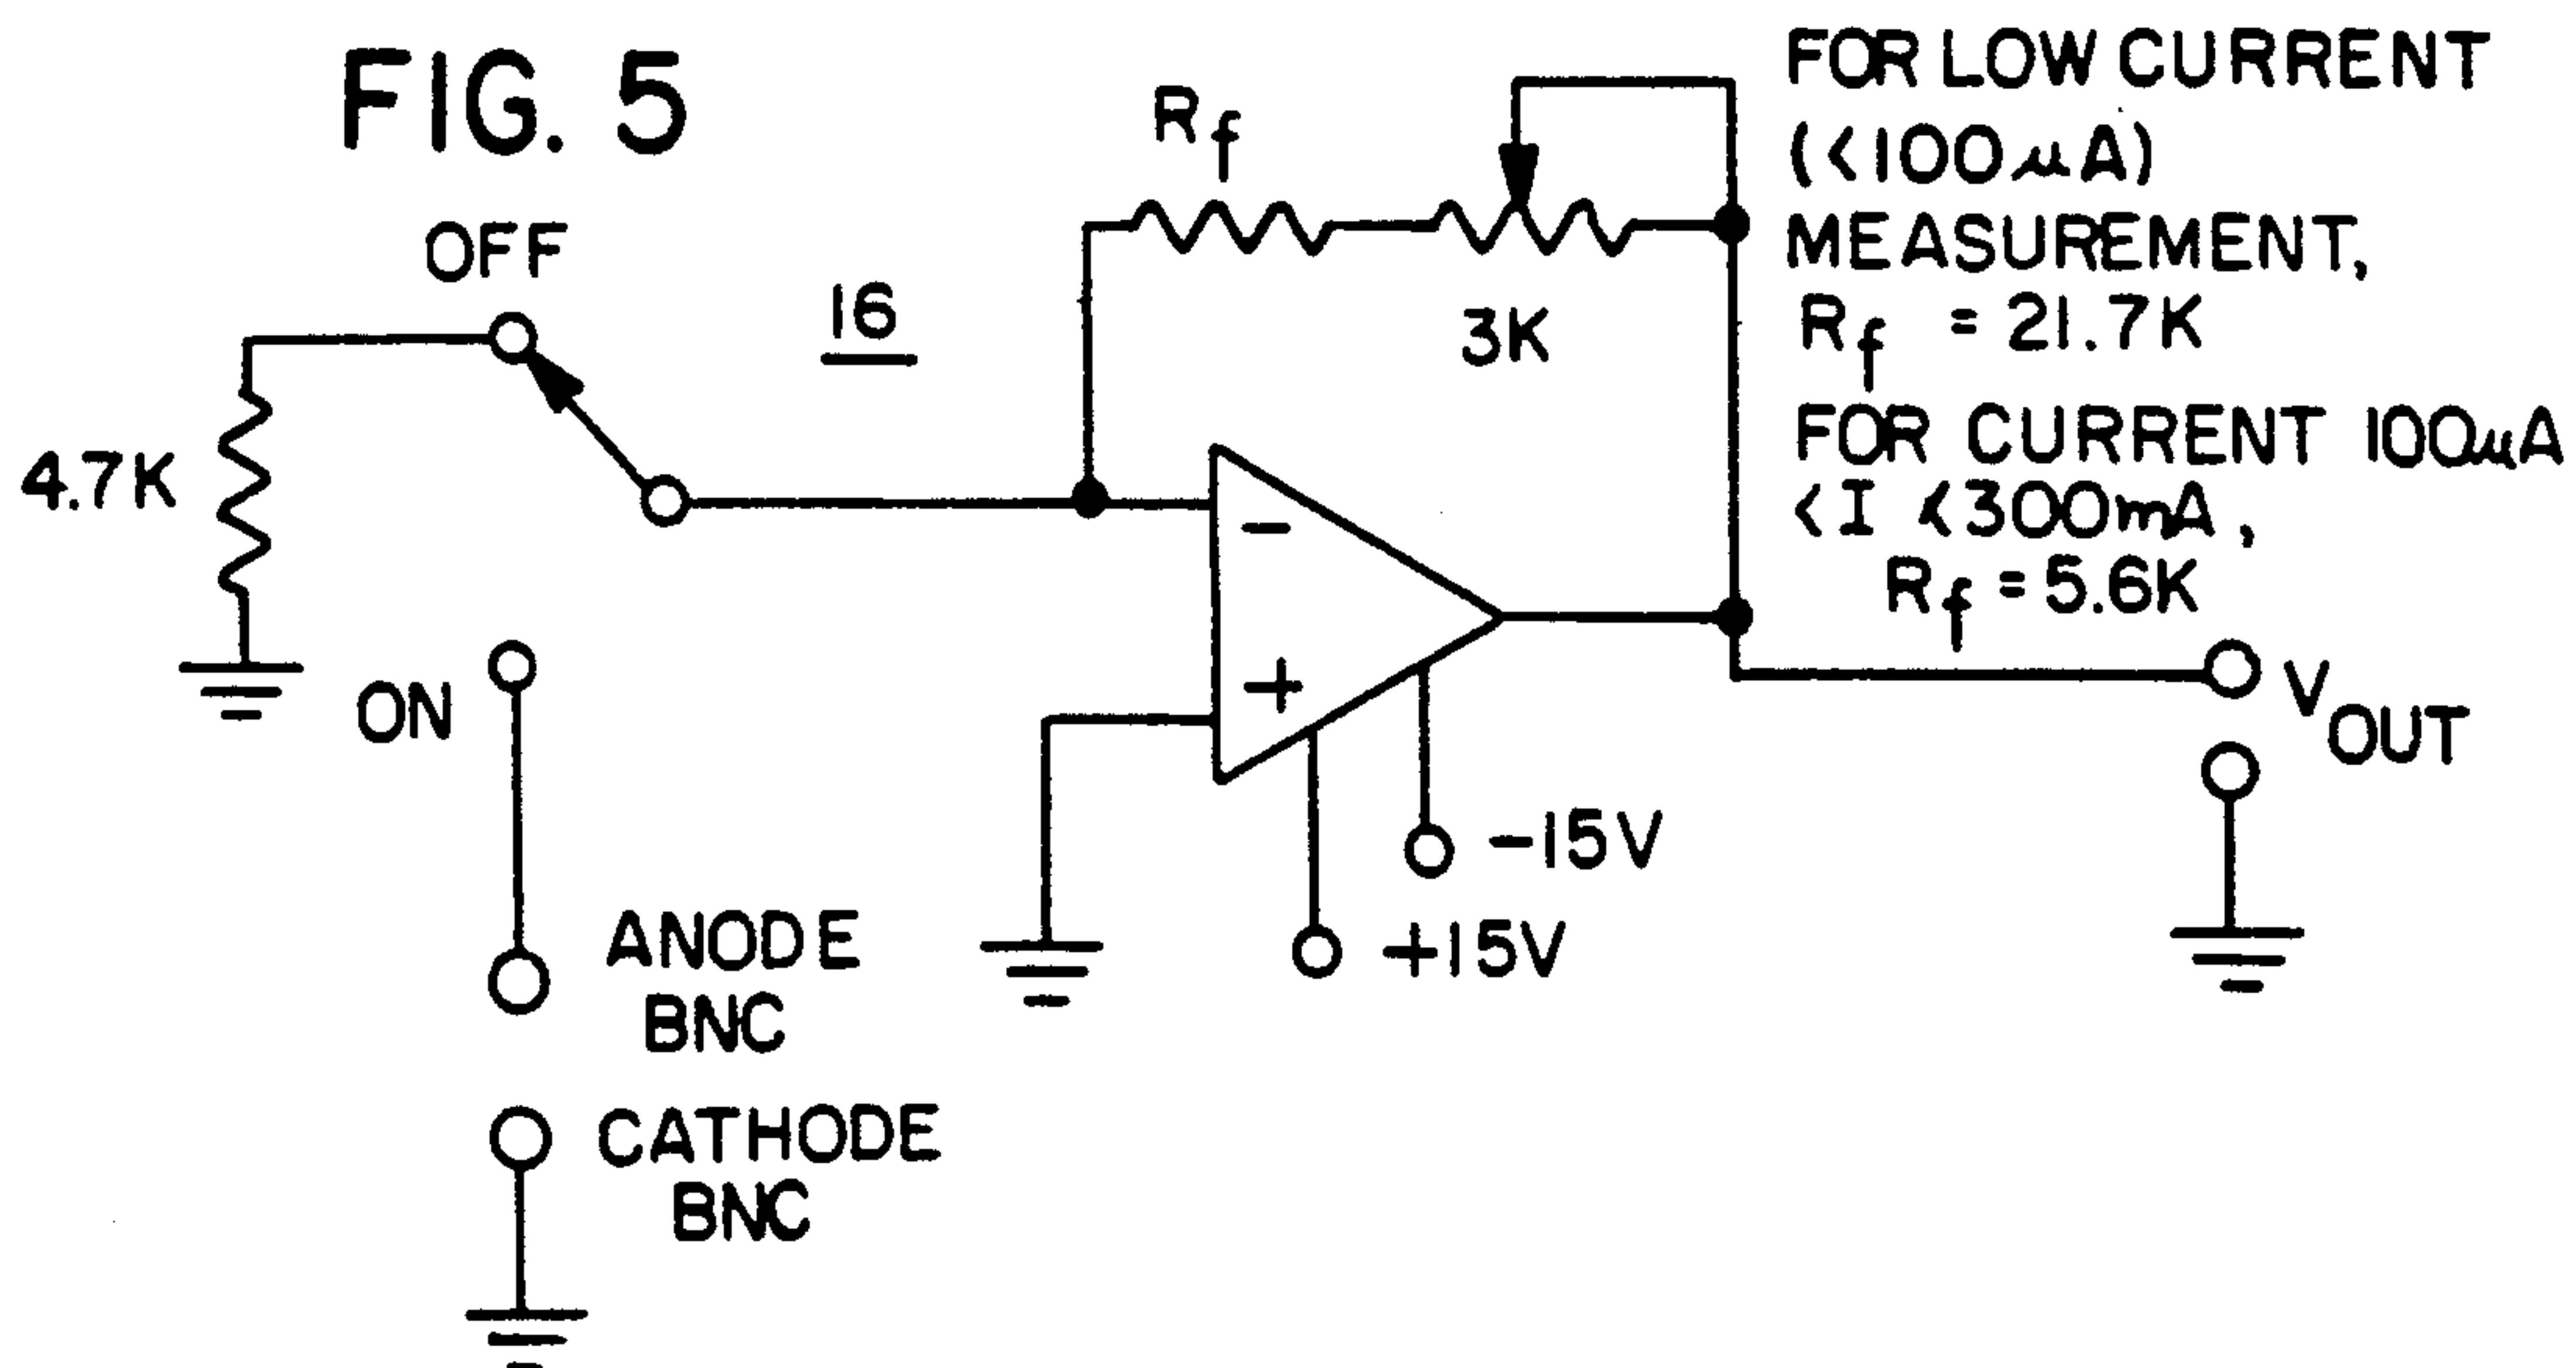 FIG. 5
OFF
4.7K
ON
ANODE
BNC
CATHODE
BNC
16
Rf
3K
-
+
-15V
+15V
FOR LOW CURRENT
(<100μA)
MEASUREMENT,
Rf = 21.7K
FOR CURRENT 100μA
<I <300mA,
Rf = 5.6K
VOUT